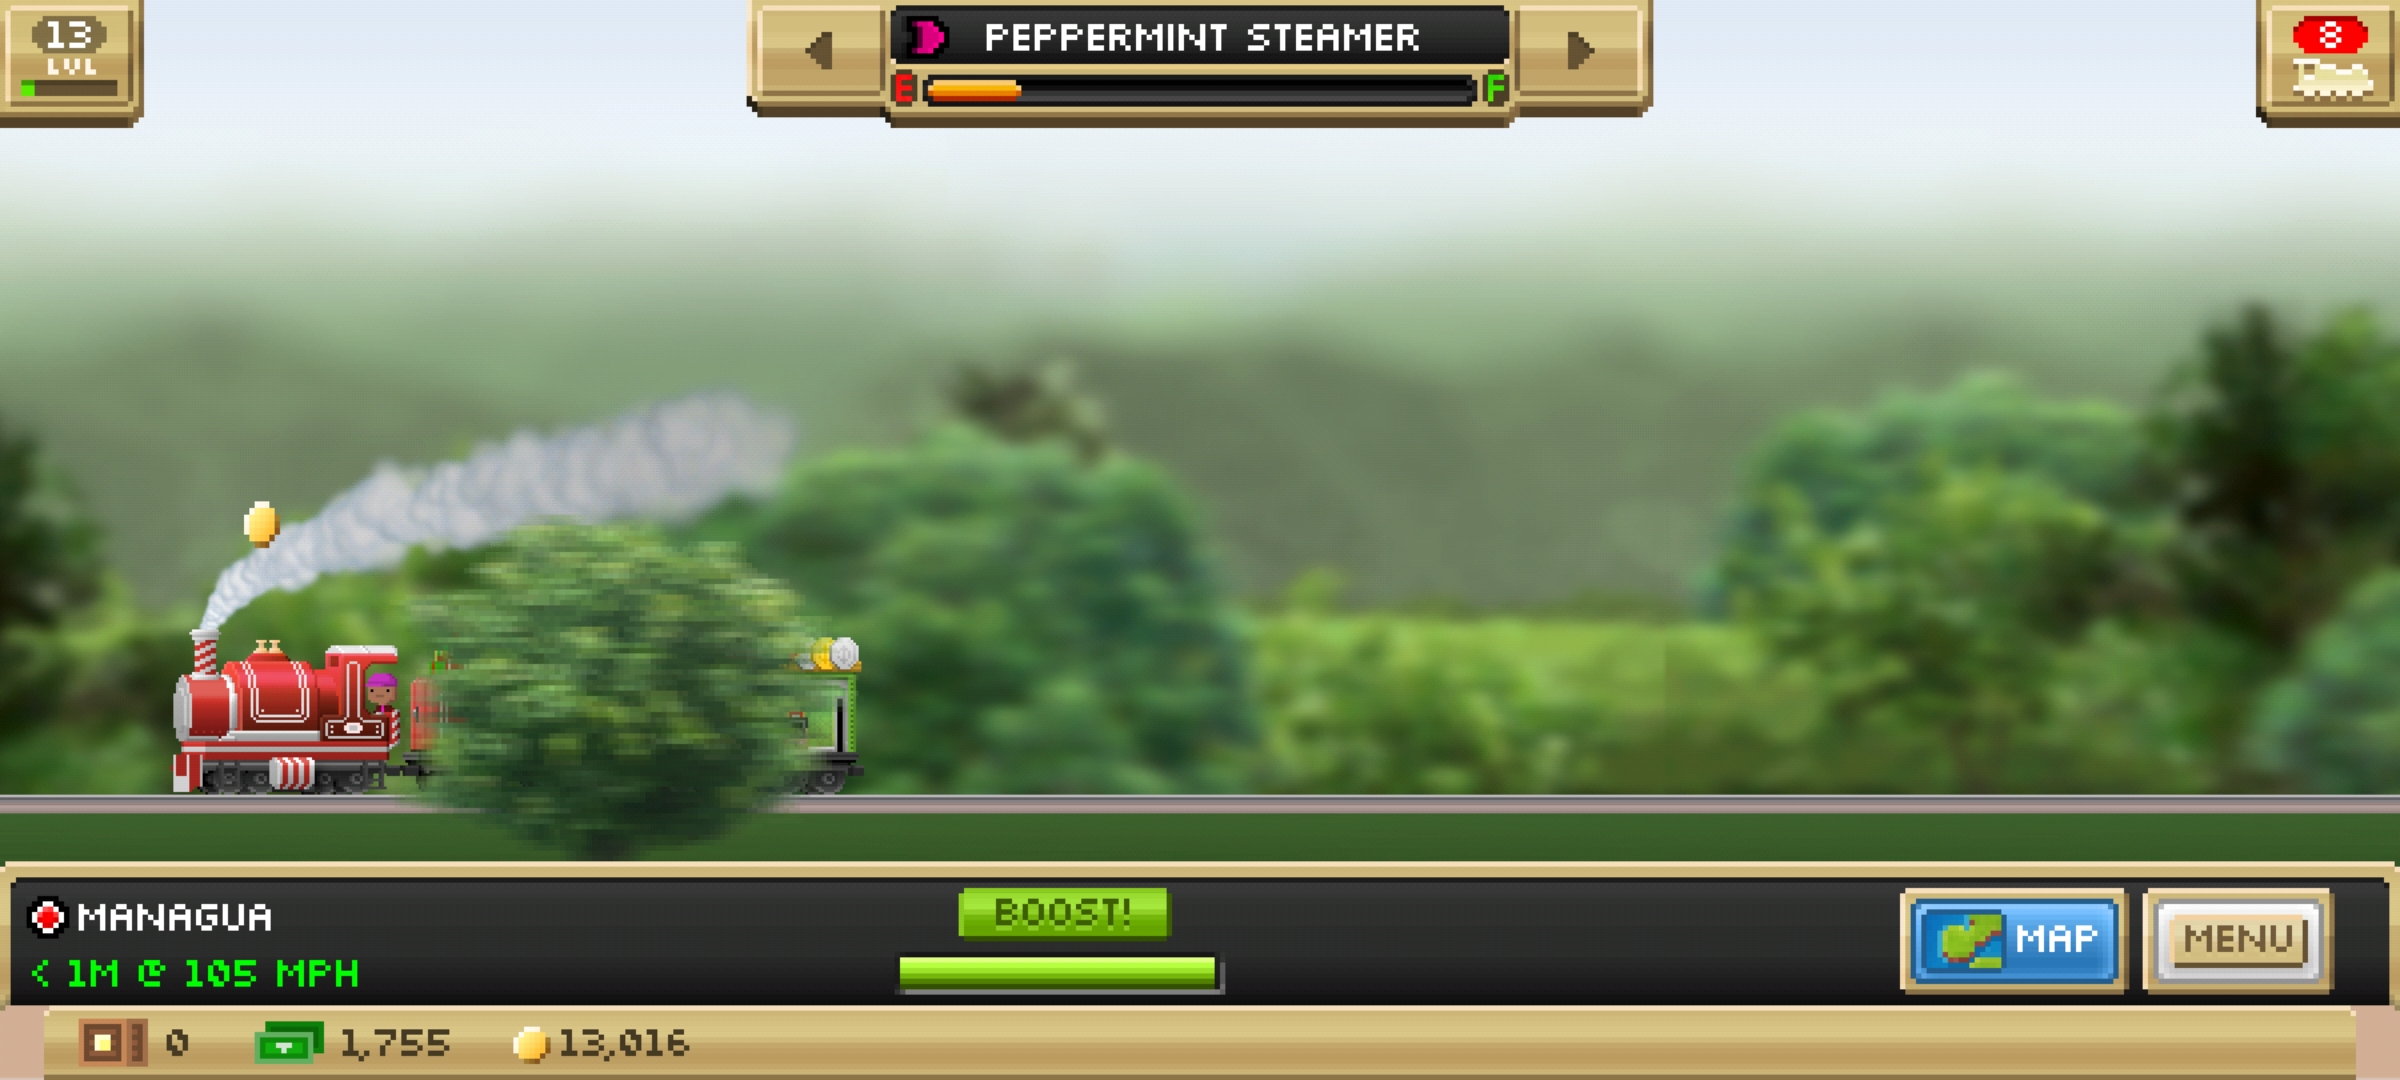 13
LVL
PEPPERMINT STEAMER
E F
8
MANAGUA
< 1M @ 105 MPH
BOOST!
MAP
MENU
0 1,755 13,016